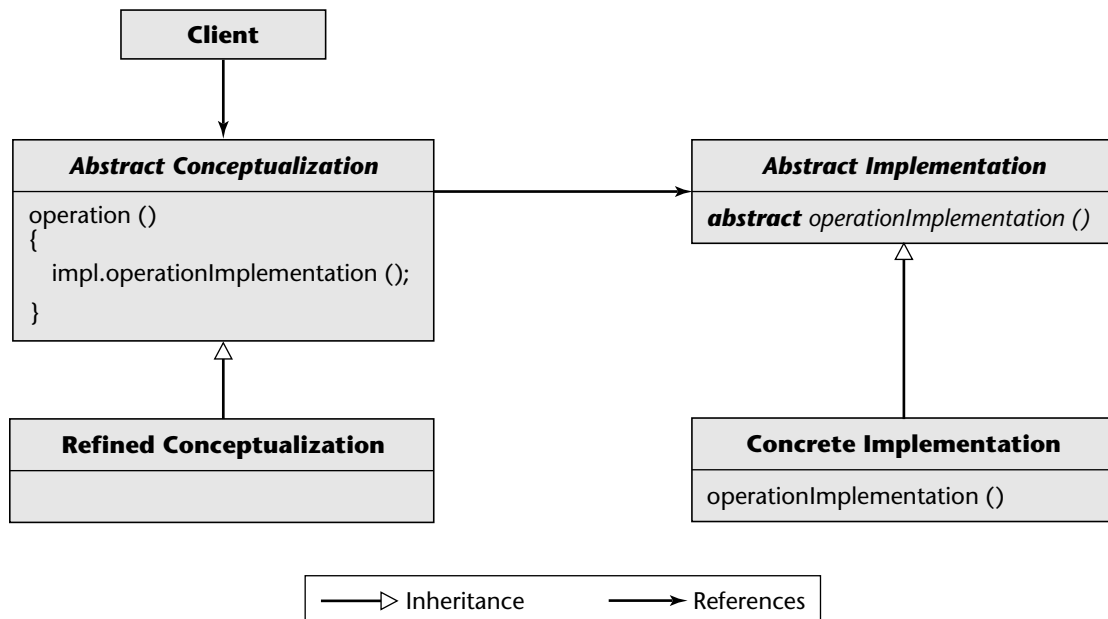 Client
Abstract Conceptualization
operation ()
{
impl.operationImplementation ();
}
Abstract Implementation
abstract operationImplementation ()
Refined Conceptualization
Concrete Implementation
operationImplementation ()
Inheritance
References